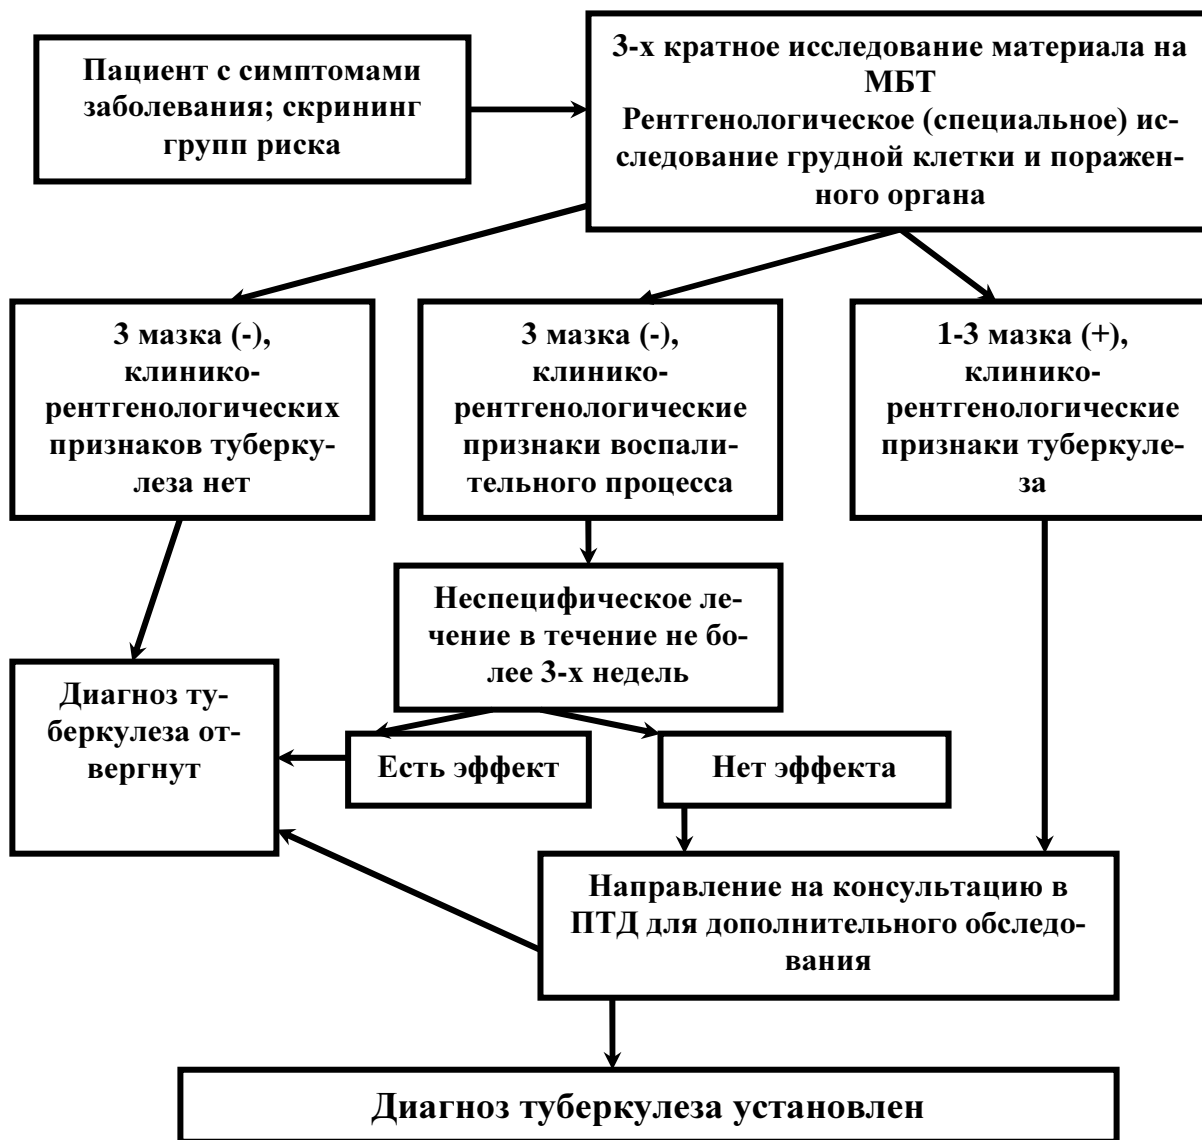 Пациент с симптомами
заболевания; скрининг
групп риска
3-х кратное исследование материала на
МБТ
Рентгенологическое (специальное) ис-
следование грудной клетки и поражен-
ного органа
3 мазка (-),
клинико-
рентгенологических
признаков туберку-
леза нет
3 мазка (-),
клинико-
рентгенологические
признаки воспали-
тельного процесса
1-3 мазка (+),
клинико-
рентгенологические
признаки туберкуле-
за
Неспецифическое ле-
чение в течение не бо-
лее 3-х недель
Диагноз ту-
беркулеза от-
вергнут
Есть эффект
Нет эффекта
Направление на консультацию в
ПТД для дополнительного обследо-
вания
Диагноз туберкулеза установлен